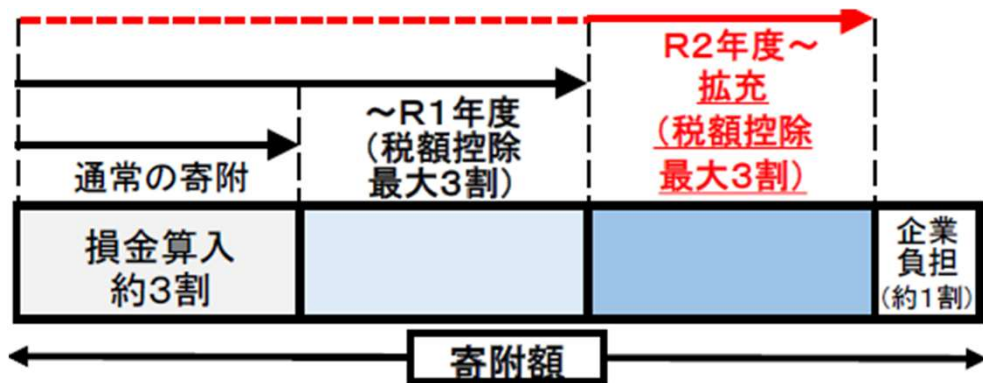 R2年度～
拡充
(税額控除
最大3割)
～R1年度
(税額控除
最大3割)
通常の寄附
損金算入
約3割
企業
負担
(約1割)
寄附額